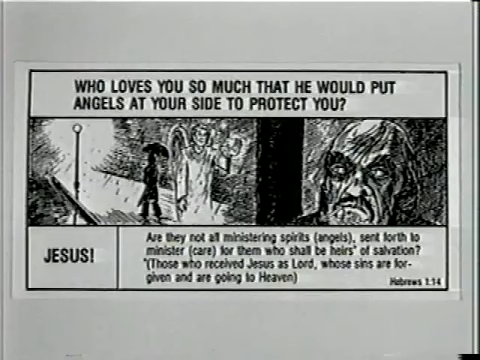 WHO LOVES YOU SO MUCH THAT HE WOULD PUT
ANGELS AT YOUR SIDE TO PROTECT YOU?
JESUS!
Are they not all ministering spirits (angels), sent forth to
minister (care) for them who shall be heirs* of salvation?
*(Those who received Jesus as Lord, whose sins are for-
given and are going to Heaven)
Hebrews 1:14